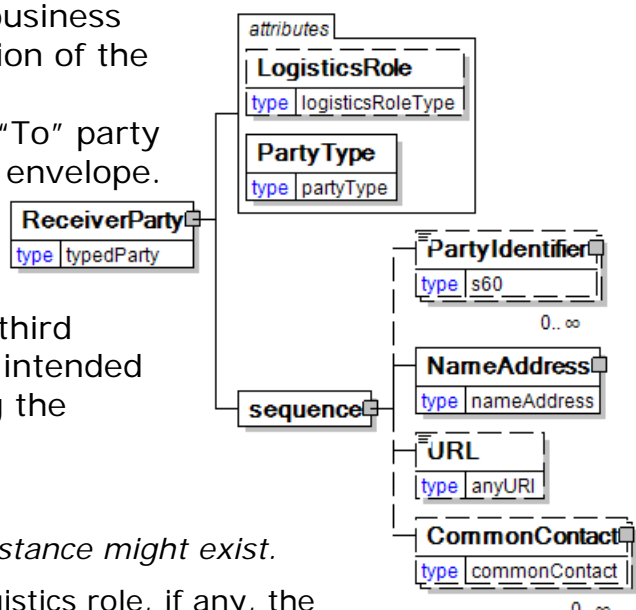 business
ion of the
"To" party
envelope.
third
intended
g the
stance might exist.
gistics role, if any, the
attributes
LogisticsRole
type logisticsRoleType
PartyType
type partyType
ReceiverParty
type typedParty
sequence
PartyIdentifier
type s60
0.. ∞
NameAddress
type nameAddress
URL
type anyURI
CommonContact
type commonContact
0.. ∞